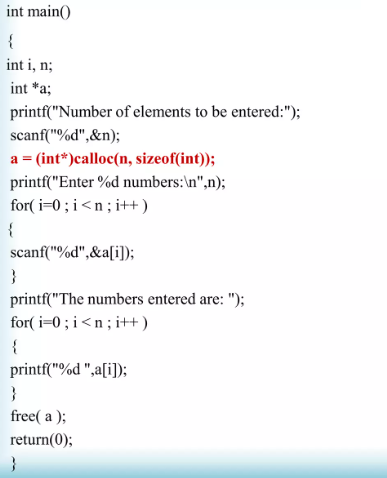 int main()
{
int i, n;
int *a;
printf("Number of elements to be entered:");
scanf("%d",&n);
a = (int*)calloc(n, sizeof(int));
printf("Enter %d numbers:\n",n);
for( i=0 ; i < n ; i++ )
{
scanf("%d",&a[i]);
}
printf("The numbers entered are: ");
for( i=0 ; i < n ; i++ )
{
printf("%d ",a[i]);
}
free( a );
return(0);
}